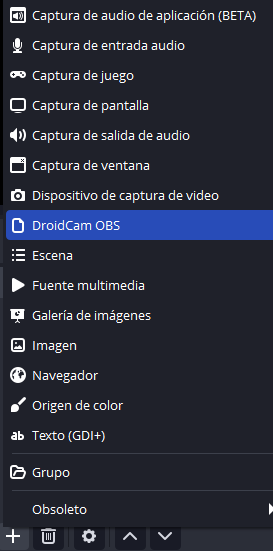 Captura de audio de aplicación (BETA)
Captura de entrada audio
Captura de juego
Captura de pantalla
Captura de salida de audio
Captura de ventana
Dispositivo de captura de video
DroidCam OBS
Escena
Fuente multimedia
Galería de imágenes
Imagen
Navegador
Origen de color
ab Texto (GDI+)
Grupo
Obsoleto